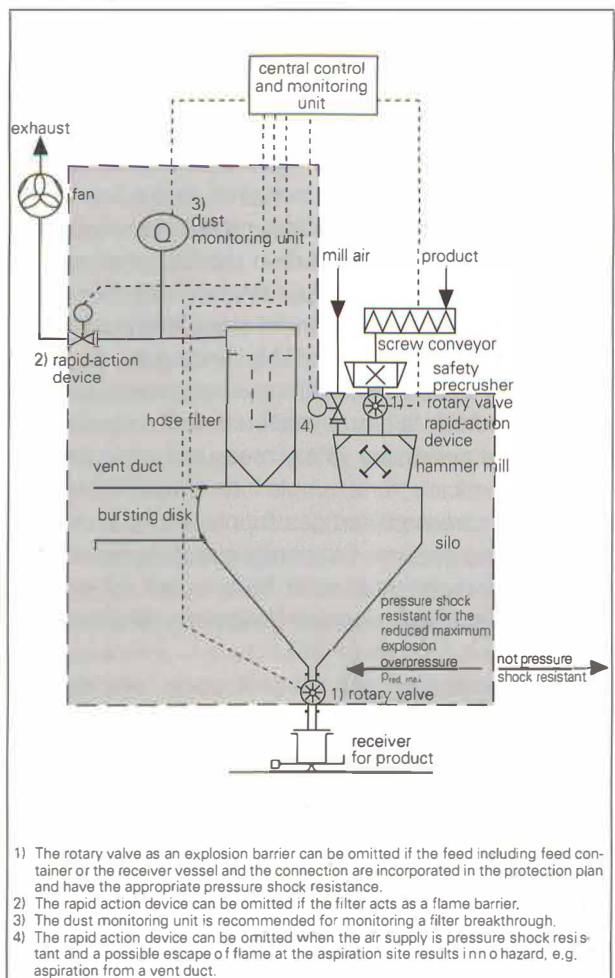 central control
and monitoring
unit
exhaust
fan
3)
dust
monitoring unit
Q
mill air
product
screw conveyor
2) rapid-action
device
safety
precrusher
1) rotary valve
4)
rapid-action
device
hose filter
hammer mill
vent duct
bursting disk
silo
pressure shock
resistant for the
reduced maximum
explosion
overpressure
pred, max
not pressure
shock resistant
1) rotary valve
receiver
for product
1) The rotary valve as an explosion barrier can be omitted if the feed including feed con-
tainer or the receiver vessel and the connection are incorporated in the protection plan
and have the appropriate pressure shock resistance.
2) The rapid action device can be omitted if the filter acts as a flame barrier.
3) The dust monitoring unit is recommended for monitoring a filter breakthrough.
4) The rapid action device can be omitted when the air supply is pressure shock resis-
tant and a possible escape of flame at the aspiration site results in no hazard, e.g.
aspiration from a vent duct.